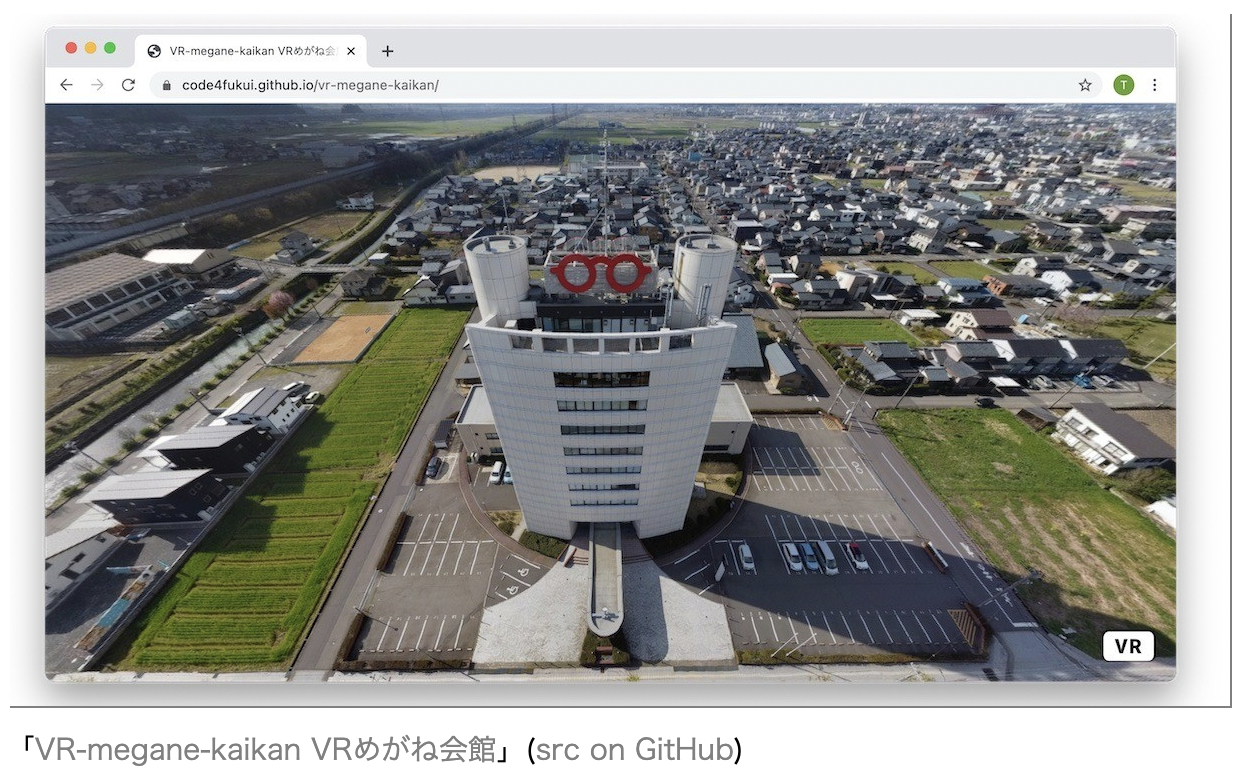 VR-megane-kaikan VRめがね会
code4fukui.github.io/vr-megane-kaikan/
T
VR
「VR-megane-kaikan VRめがね会館」(src on GitHub)